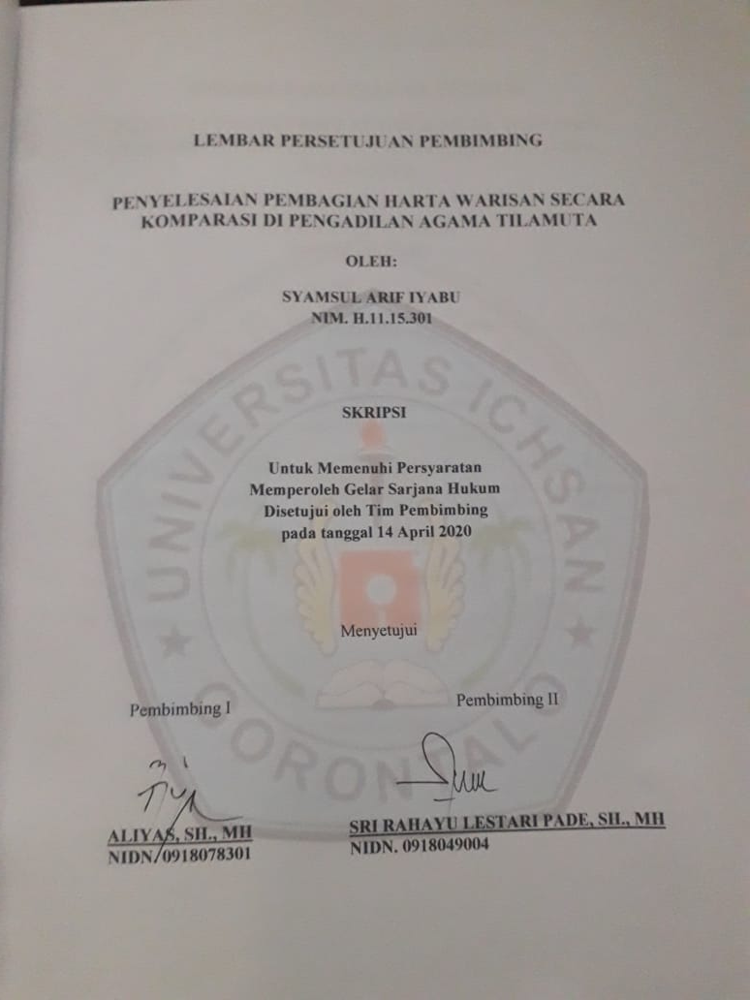 LEMBAR PERSETUJUAN PEMBIMBING
PENYELESAIAN PEMBAGIAN HARTA WARISAN SECARA
KOMPARASI DI PENGADILAN AGAMA TILAMUTA
OLEH:
SYAMSUL ARIF IYABU
NIM. H.11.15.301
UNIVERSITAS ICHSAN
SKRIPSI
Untuk Memenuhi Persyaratan
Memperoleh Gelar Sarjana Hukum
Disetujui oleh Tim Pembimbing
pada tanggal 14 April 2020
Menyetujui
Pembimbing I
Pembimbing II
GORONTALO
ALIYAS, SH., MH
NIDN. 0918078301
SRI RAHAYU LESTARI PADE, SH., MH
NIDN. 0918049004